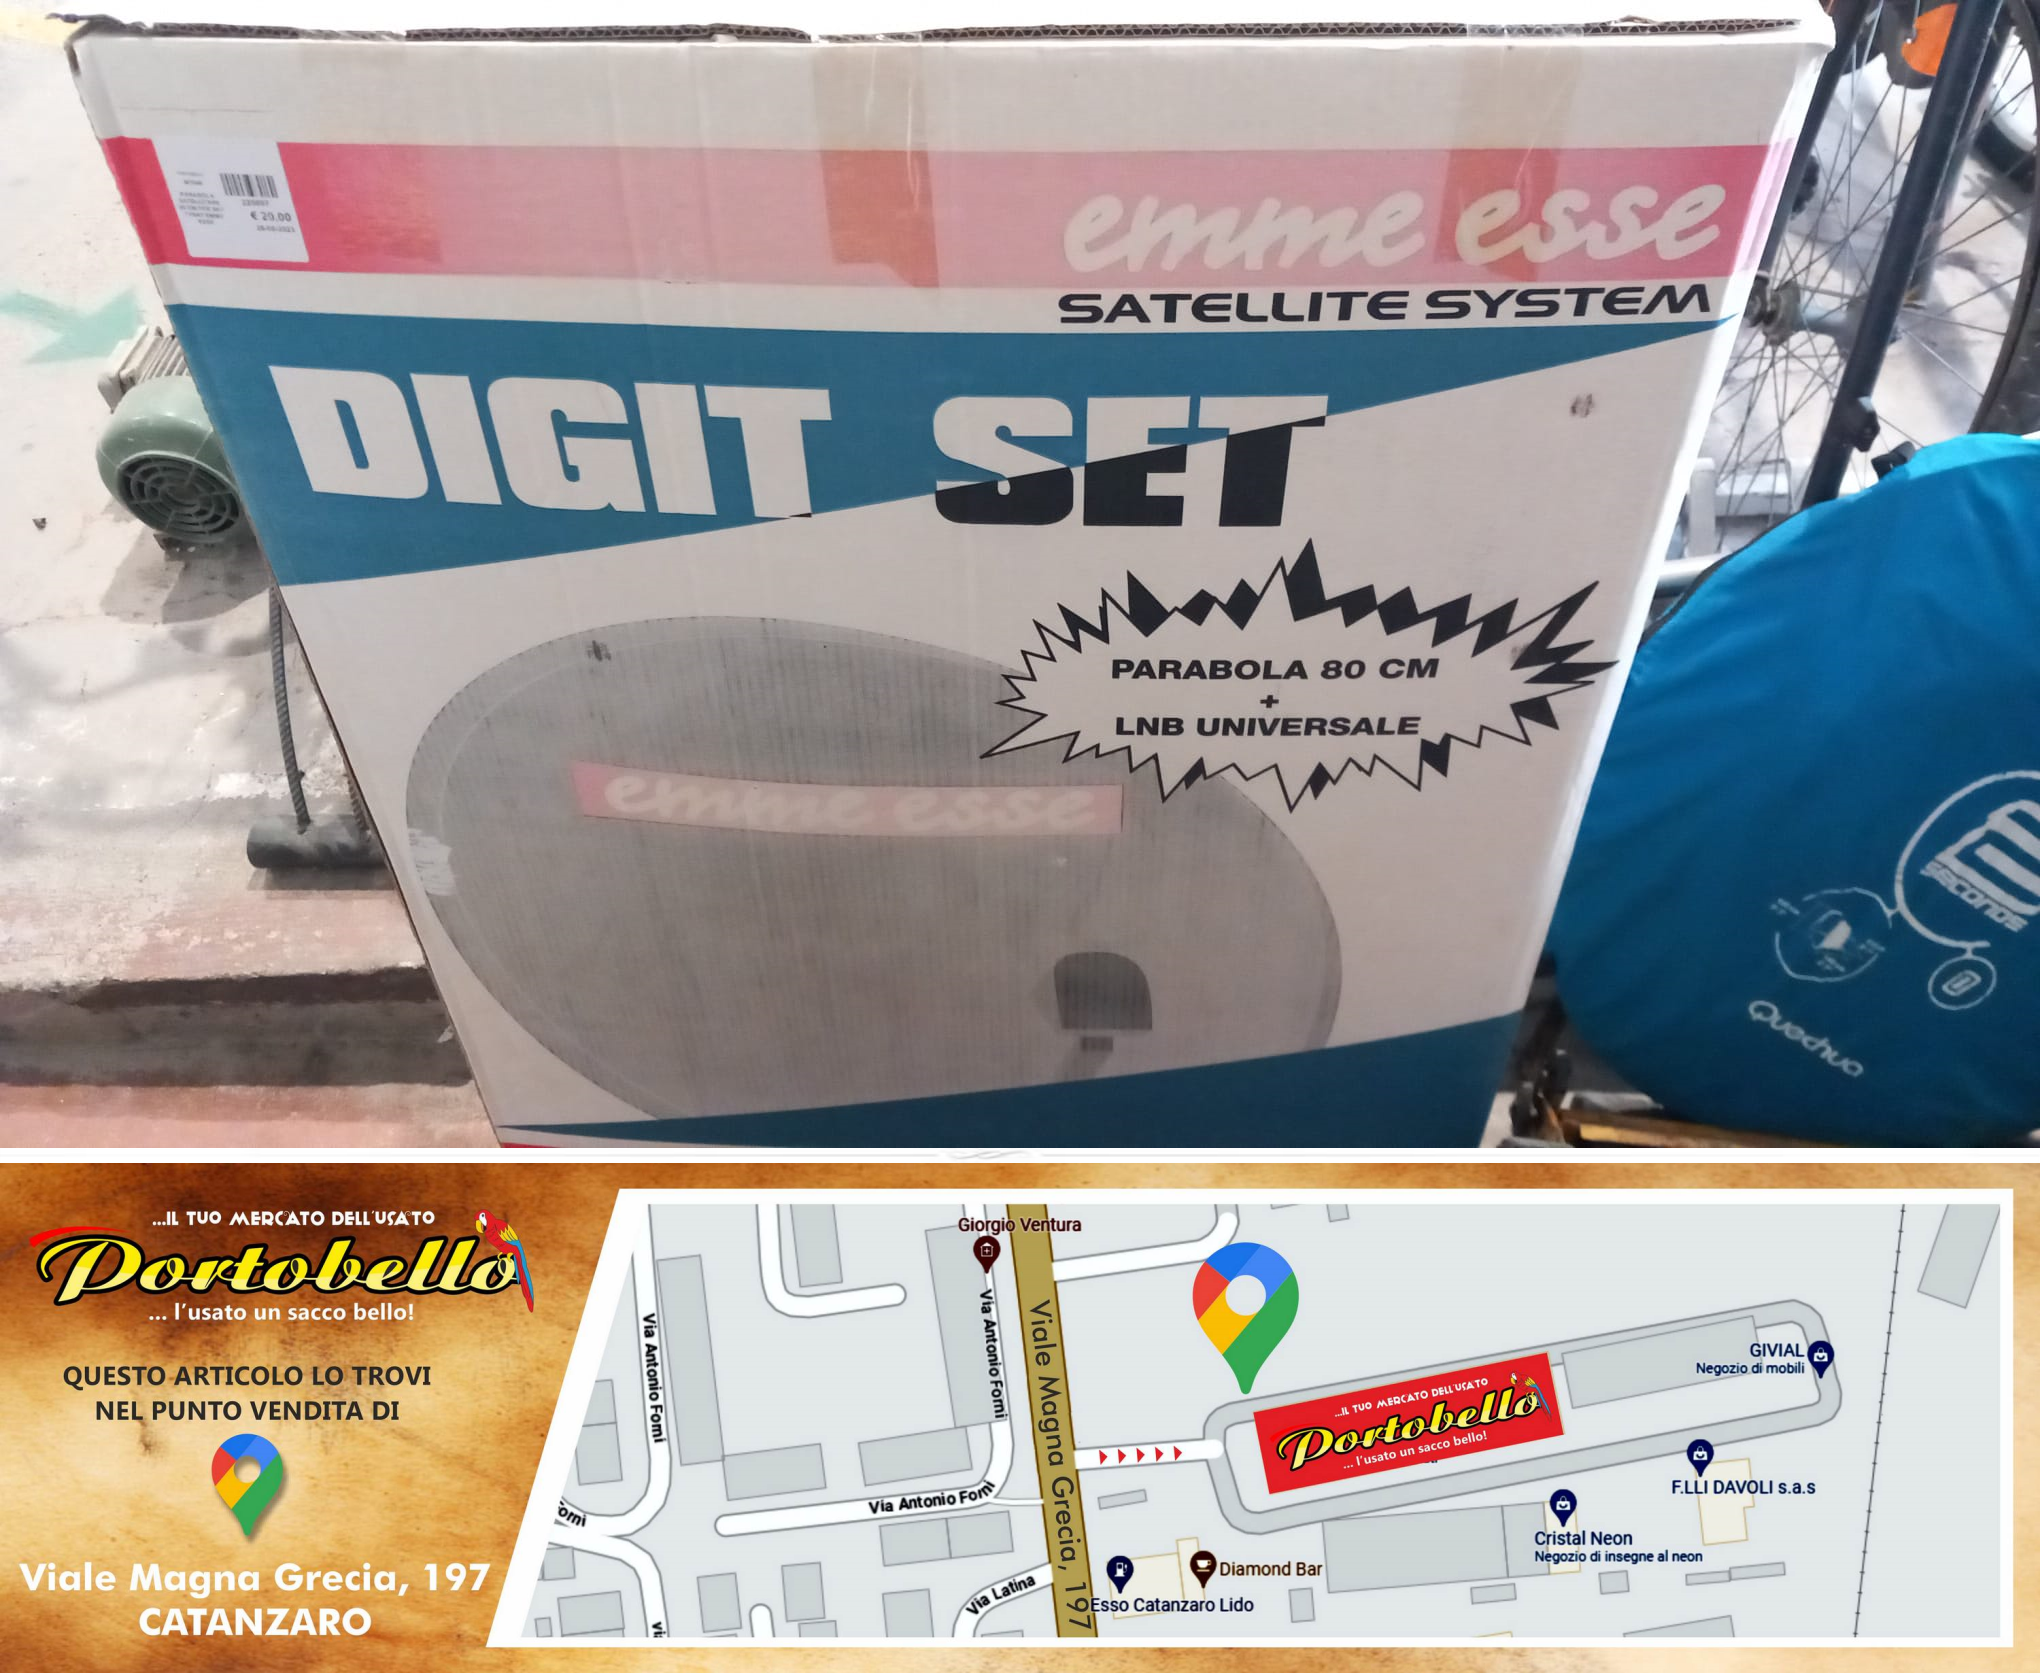 € 20.00
emme esse
SATELLITE SYSTEM
DIGIT SET
PARABOLA 80 CM
+
LNB UNIVERSALE
emme esse
SECONDS
Quechua
...IL TUO MERCATO DELL'USATO
Portobello
... l'usato un sacco bello!
QUESTO ARTICOLO LO TROVI
NEL PUNTO VENDITA DI
Viale Magna Grecia, 197
CATANZARO
Giorgio Ventura
Via Antonio Forni
Via Antonio Forni
Viale Magna Grecia, 197
GIVIAL
Negozio di mobili
...IL TUO MERCATO DELL'USATO
Portobello
... l'usato un sacco bello!
Via Antonio Forni
F.LLI DAVOLI s.a.s
Cristal Neon
Negozio di insegne al neon
Diamond Bar
Esso Catanzaro Lido
Via Latina